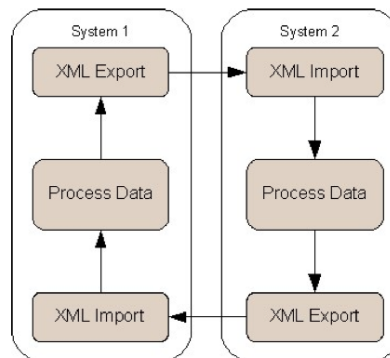 System 1
XML Export
Process Data
XML Import
System 2
XML Import
Process Data
XML Export